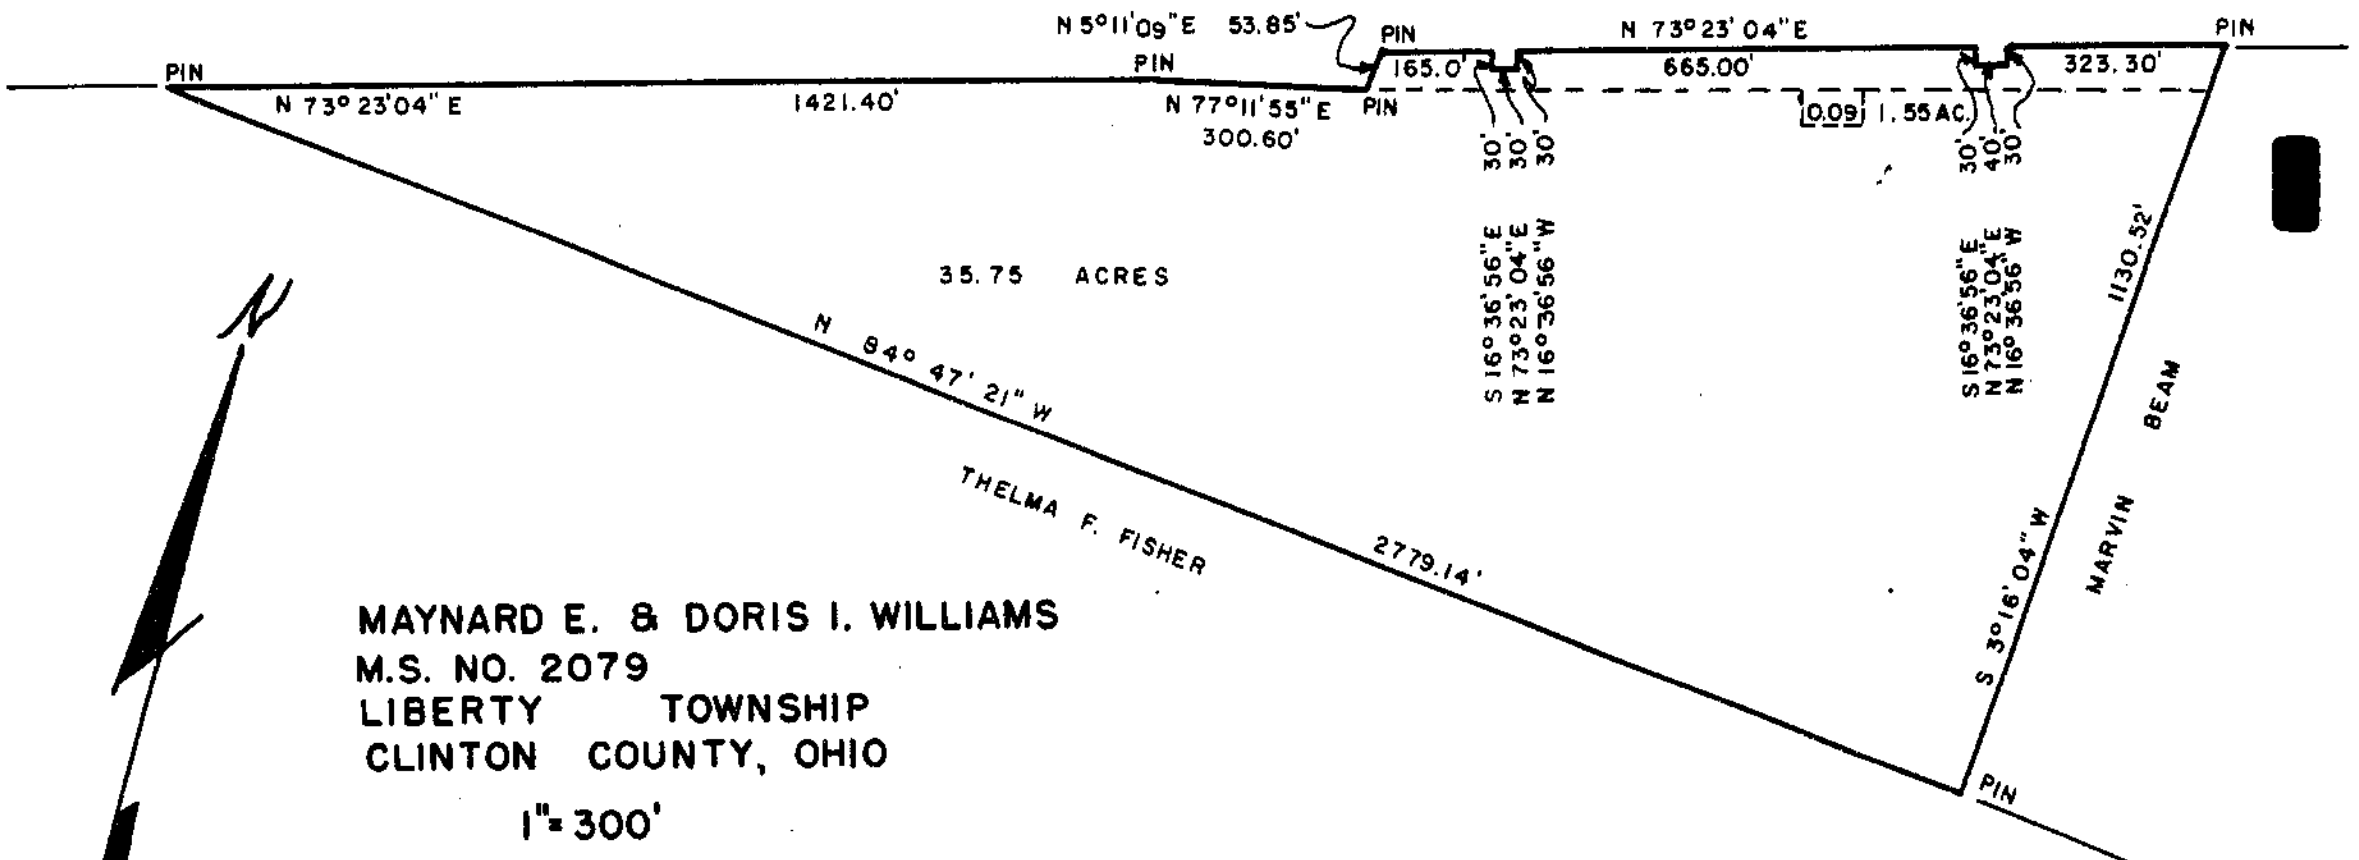 N 5°11'09"E 53.85'
PIN
N 73°23'04"E
PIN
PIN
PIN
165.0'
665.00'
323.30'
N 73°23'04"E
1421.40'
N 77°11'55"E
300.60'
PIN
0.09
1.55 AC.
30'
30'
30'
30'
40'
30'
S 16°36'56"E
N 73°23'04"E
N 16°36'56"W
S 16°36'56"E
N 73°23'04"E
N 16°36'56"W
1130.52'
35.75 ACRES
N
N 84° 47' 21" W
MARVIN BEAM
THELMA F. FISHER
2779.14'
S 3°16'04" W
MAYNARD E. & DORIS I. WILLIAMS
M.S. NO. 2079
LIBERTY TOWNSHIP
CLINTON COUNTY, OHIO
PIN
1"=300'